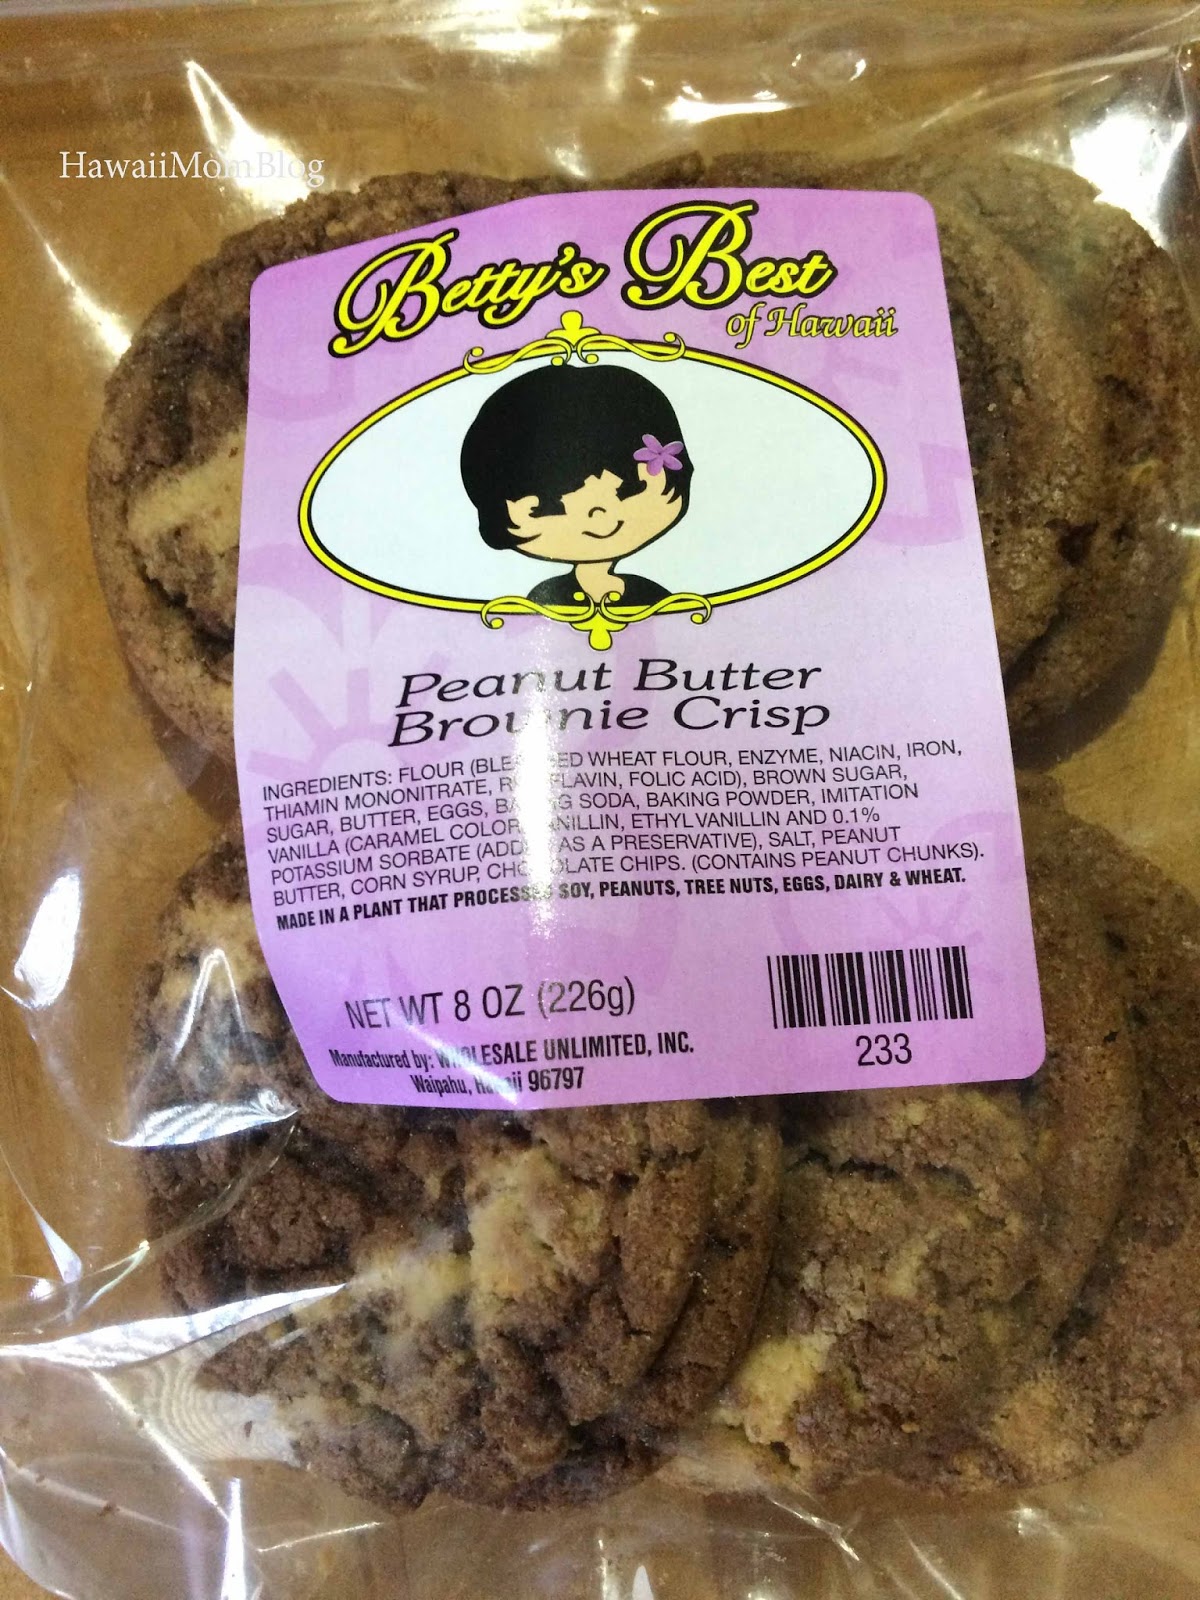 HawaiiMomBlog
Betty's Best
of Hawaii
Peanut Butter
Brownie Crisp
INGREDIENTS: FLOUR (BLEACHED WHEAT FLOUR, ENZYME, NIACIN, IRON,
THIAMIN MONONITRATE, RIBOFLAVIN, FOLIC ACID), BROWN SUGAR,
SUGAR, BUTTER, EGGS, BAKING SODA, BAKING POWDER, IMITATION
VANILLA (CARAMEL COLOR, VANILLIN, ETHYL VANILLIN AND 0.1%
POTASSIUM SORBATE (ADDED AS A PRESERVATIVE), SALT, PEANUT
BUTTER, CORN SYRUP, CHOCOLATE CHIPS. (CONTAINS PEANUT CHUNKS).
MADE IN A PLANT THAT PROCESSES SOY, PEANUTS, TREE NUTS, EGGS, DAIRY & WHEAT.
NET WT 8 OZ (226g)
Manufactured by: WHOLESALE UNLIMITED, INC.
Waipahu, Hawaii 96797
233